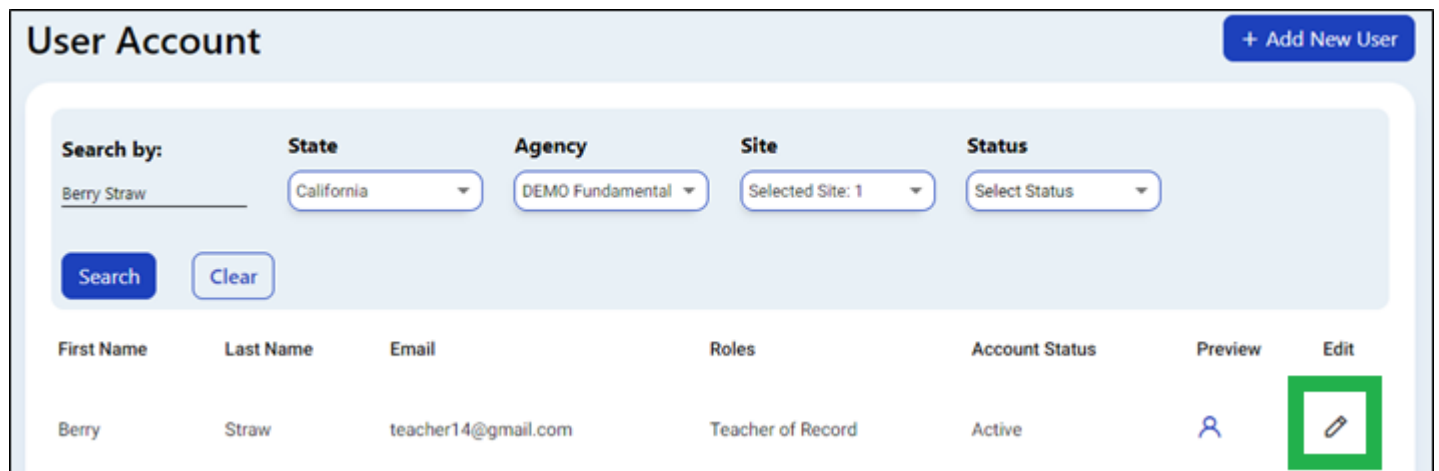 User Account
+ Add New User
Search by:
State
Agency
Site
Status
Berry Straw
California
DEMO Fundamental
Selected Site: 1
Select Status
Search
Clear
First Name Last Name Email Roles Account Status Preview Edit
Berry Straw teacher14@gmail.com Teacher of Record Active